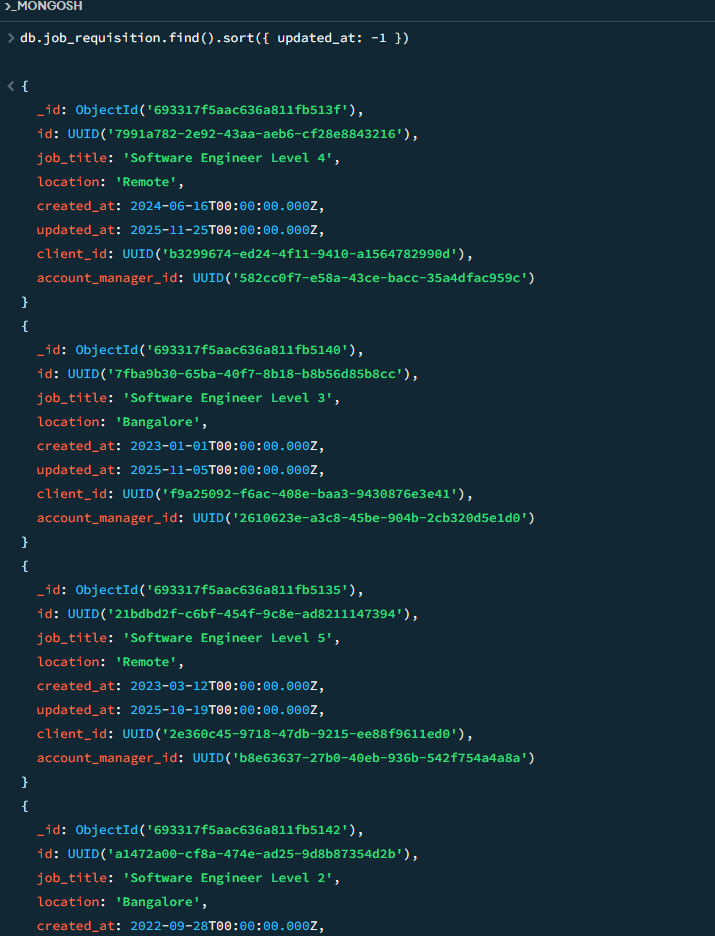 >_MONGOSH
> db.job_requisition.find().sort({ updated_at: -1 })
< {
_id: ObjectId('693317f5aac636a811fb513f'),
id: UUID('7991a782-2e92-43aa-aeb6-cf28e8843216'),
job_title: 'Software Engineer Level 4',
location: 'Remote',
created_at: 2024-06-16T00:00:00.000Z,
updated_at: 2025-11-25T00:00:00.000Z,
client_id: UUID('b3299674-ed24-4f11-9410-a1564782990d'),
account_manager_id: UUID('582cc0f7-e58a-43ce-bacc-35a4dfac959c')
}
{
_id: ObjectId('693317f5aac636a811fb5140'),
id: UUID('7fba9b30-65ba-40f7-8b18-b8b56d85b8cc'),
job_title: 'Software Engineer Level 3',
location: 'Bangalore',
created_at: 2023-01-01T00:00:00.000Z,
updated_at: 2025-11-05T00:00:00.000Z,
client_id: UUID('f9a25092-f6ac-408e-baa3-9430876e3e41'),
account_manager_id: UUID('2610623e-a3c8-45be-904b-2cb320d5e1d0')
}
{
_id: ObjectId('693317f5aac636a811fb5135'),
id: UUID('21bdbd2f-c6bf-454f-9c8e-ad8211147394'),
job_title: 'Software Engineer Level 5',
location: 'Remote',
created_at: 2023-03-12T00:00:00.000Z,
updated_at: 2025-10-19T00:00:00.000Z,
client_id: UUID('2e360c45-9718-47db-9215-ee88f9611ed0'),
account_manager_id: UUID('b8e63637-27b0-40eb-936b-542f754a4a8a')
}
{
_id: ObjectId('693317f5aac636a811fb5142'),
id: UUID('a1472a00-cf8a-474e-ad25-9d8b87354d2b'),
job_title: 'Software Engineer Level 2',
location: 'Bangalore',
created_at: 2022-09-28T00:00:00.000Z,